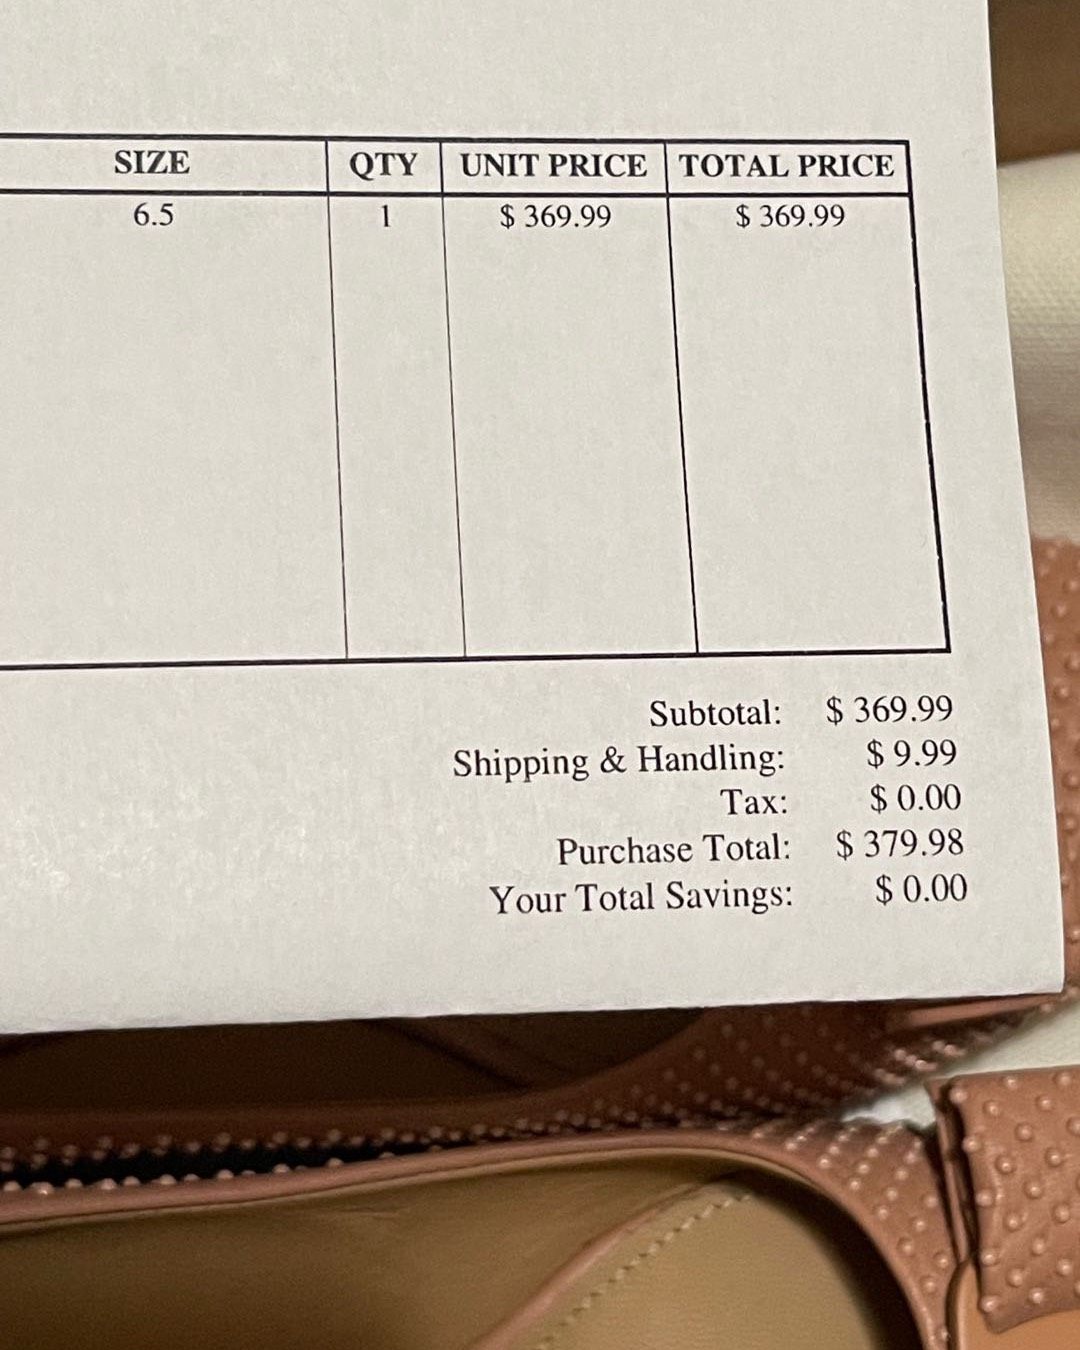 SIZE QTY UNIT PRICE TOTAL PRICE
6.5 1 $ 369.99 $ 369.99
Subtotal: $ 369.99
Shipping & Handling: $ 9.99
Tax: $ 0.00
Purchase Total: $ 379.98
Your Total Savings: $ 0.00